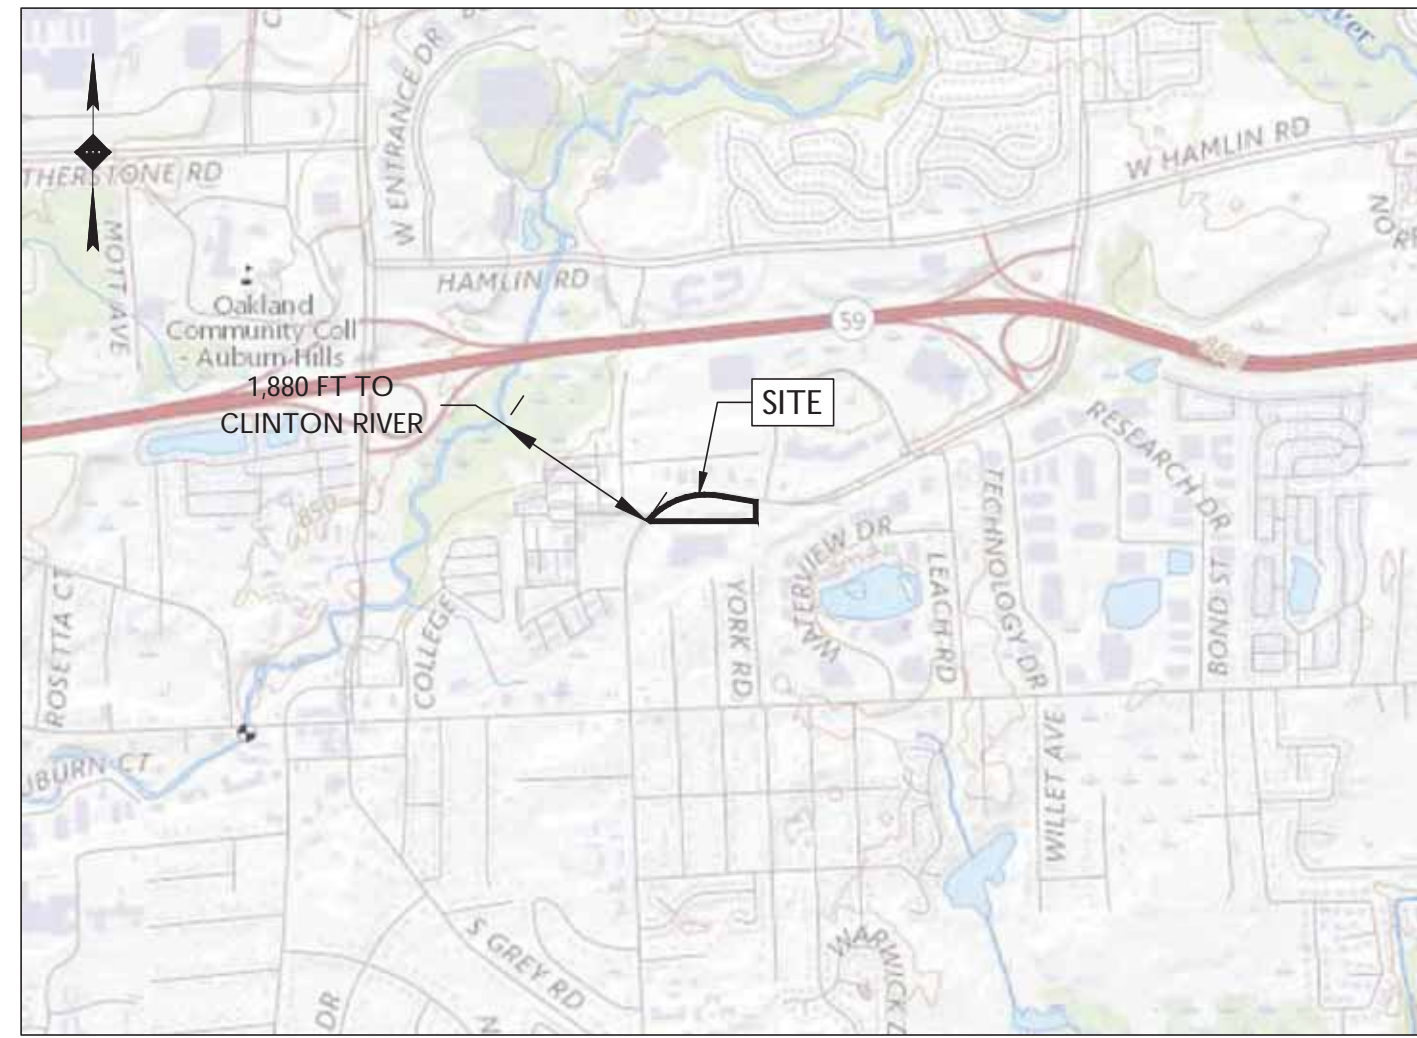 W ENTRANCE DR
W HAMLIN RD
THERSTONE RD
MOTT AVE
HAMLIN RD
Oakland
Community Coll
- Auburn Hills
59
1,880 FT TO
CLINTON RIVER
SITE
RESEARCH DR
850
TECHNOLOGY DR
WATERVIEW DR
LEACH RD
YORK RD
BOND ST
ROSETTA CT
COLLEGE
UBURN CT
WILLET AVE
S GREY RD
WARWICK
DR
N